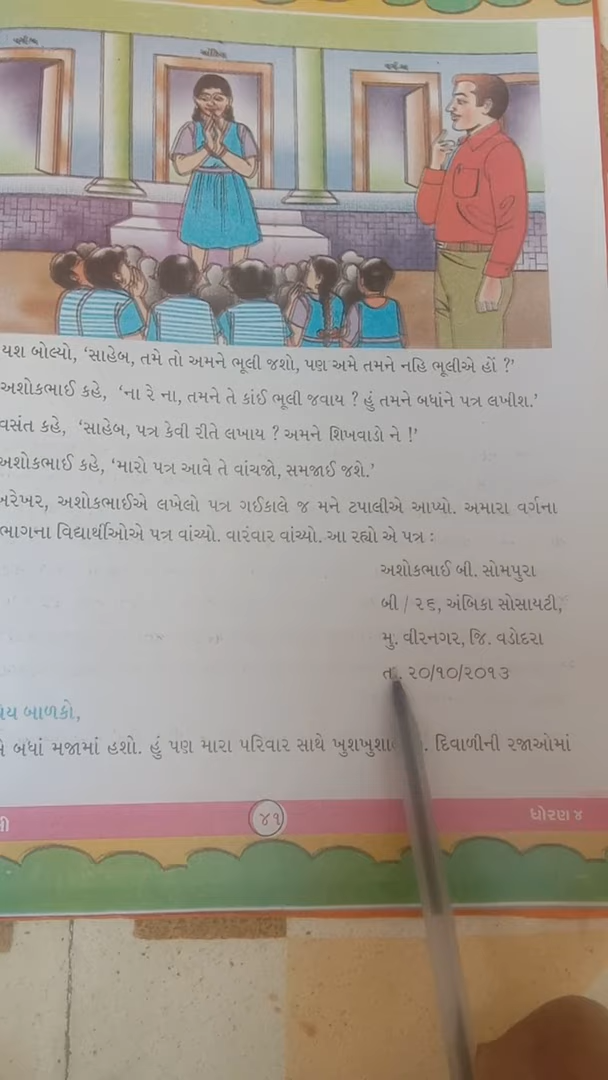 યશ બોલ્યો, ‘સાહેબ, તમે તો અમને ભૂલી જશો, પણ અમે તમને નહિ ભૂલીએ હોં ?’
અશોકભાઈ કહે, ‘ના રે ના, તમને તે કાંઈ ભૂલી જવાય ? હું તમને બધાંને પત્ર લખીશ.’
વસંત કહે, ‘સાહેબ, પત્ર કેવી રીતે લખાય ? અમને શિખવાડો ને !’
અશોકભાઈ કહે, ‘મારો પત્ર આવે તે વાંચજો, સમજાઈ જશે.’
અશોકભાઈએ લખેલો પત્ર ગઈકાલે જ મને ટપાલીએ આપ્યો. અમારા વર્ગના
ભાગના વિદ્યાર્થીઓએ પત્ર વાંચ્યો. વારંવાર વાંચ્યો. આ રહ્યો એ પત્ર :
અશોકભાઈ બી. સોમપુરા
બી / ૨૬, અંબિકા સોસાયટી,
મુ. વીરનગર, જિ. વડોદરા
૨૦/૧૦/૨૦૧૩
બાળકો,
બધાં મજામાં હશો. હું પણ મારા પરિવાર સાથે દિવાળીની રજાઓમાં
૪૧
ધોરણ ૪